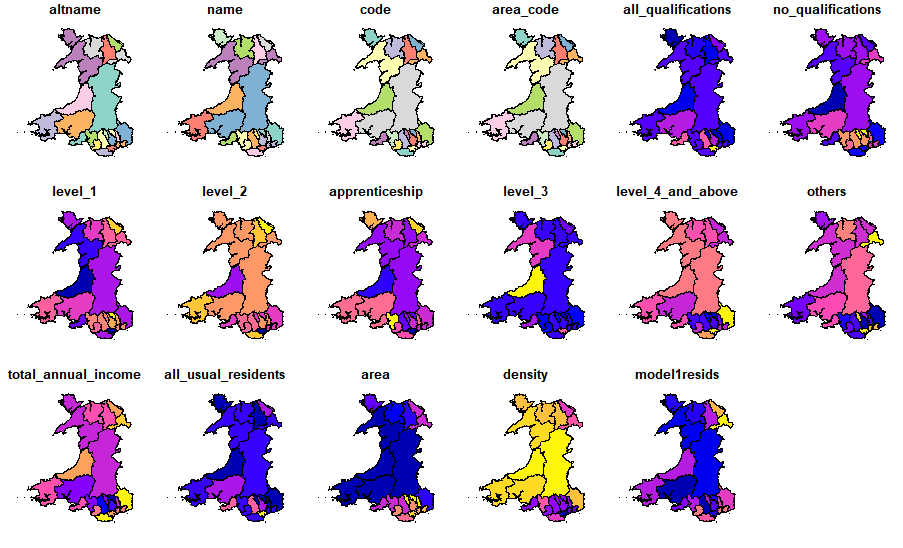 altname name code area_code all_qualifications no_qualifications
level_1 level_2 apprenticeship level_3 level_4_and_above others
total_annual_income all_usual_residents area density model1resids